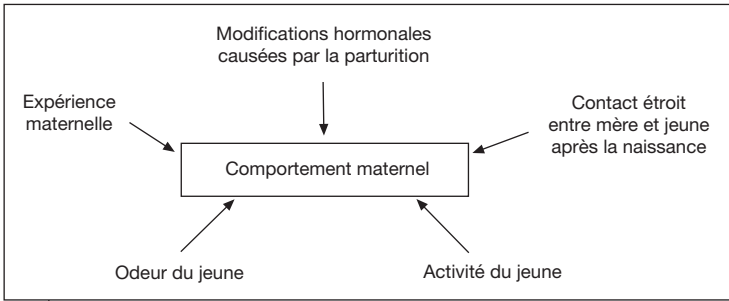 Modifications hormonales
causées par la parturition
Expérience
maternelle
Contact étroit
entre mère et jeune
après la naissance
Comportement maternel
Odeur du jeune
Activité du jeune